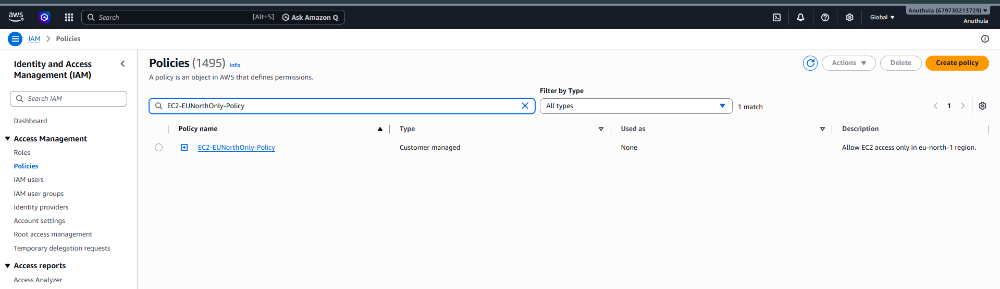 aws
Search [Alt+S] Ask Amazon Q
Global
Anuthula (679730213729)
Anuthula
IAM > Policies
Identity and Access Management (IAM)
Search IAM
Dashboard
Access Management
Roles
Policies
IAM users
IAM user groups
Identity providers
Account settings
Root access management
Temporary delegation requests
Access reports
Access Analyzer
Policies (1495) Info
A policy is an object in AWS that defines permissions.
Actions Delete Create policy
Filter by Type
EC2-EUNorthOnly-Policy All types 1 match 1
Policy name Type Used as Description
EC2-EUNorthOnly-Policy Customer managed None Allow EC2 access only in eu-north-1 region.